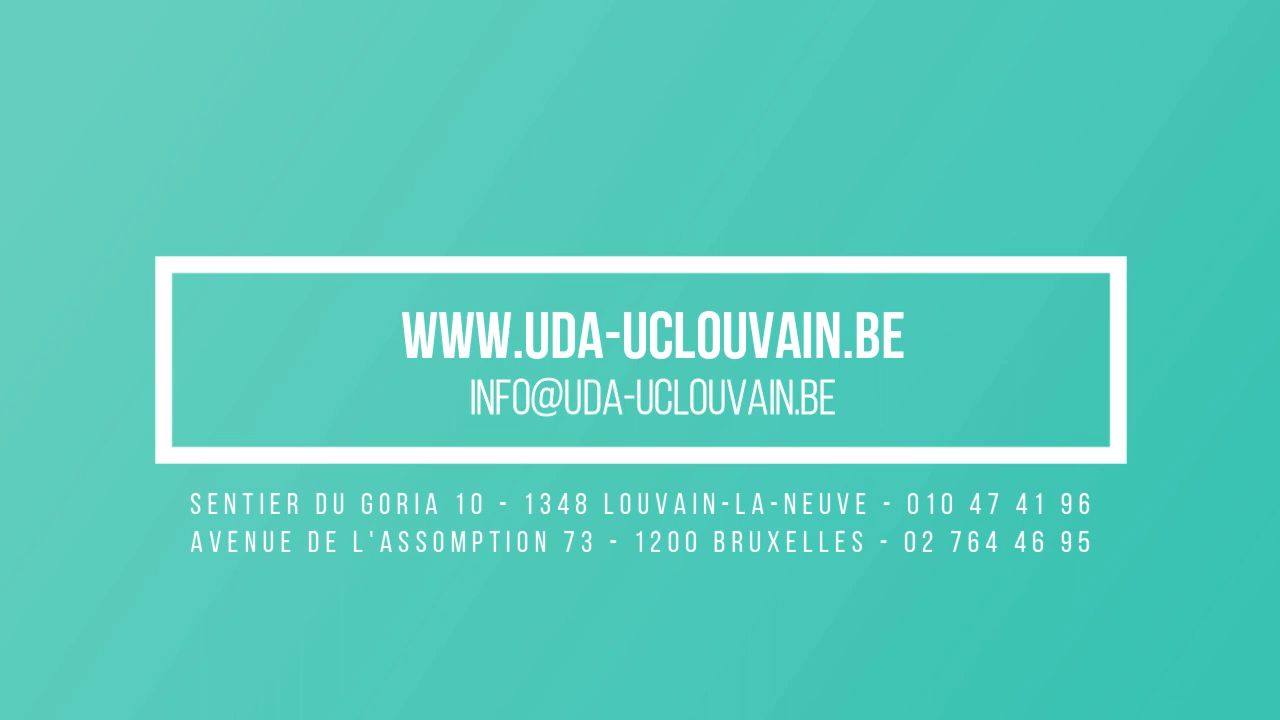 WWW.UDA-UCLOUVAIN.BE
INFO@UDA-UCLOUVAIN.BE
SENTIER DU GORIA 10 - 1348 LOUVAIN-LA-NEUVE - 010 47 41 96
AVENUE DE L'ASSOMPTION 73 - 1200 BRUXELLES - 02 764 46 95